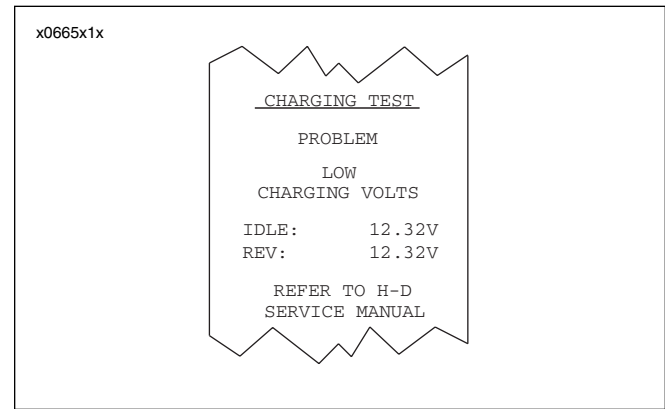 x0665x1x
CHARGING TEST
PROBLEM
LOW
CHARGING VOLTS
IDLE: 12.32V
REV: 12.32V
REFER TO H-D
SERVICE MANUAL